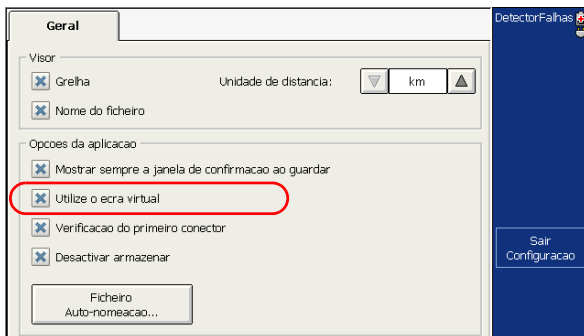 Geral
DetectorFalhas
Visor
Grelha
Unidade de distancia:
km
Nome do ficheiro
Opcoes da aplicacao
Mostrar sempre a janela de confirmacao ao guardar
Utilize o ecra virtual
Verificacao do primeiro conector
Desactivar armazenar
Sair
Configuracao
Ficheiro
Auto-nomeacao...